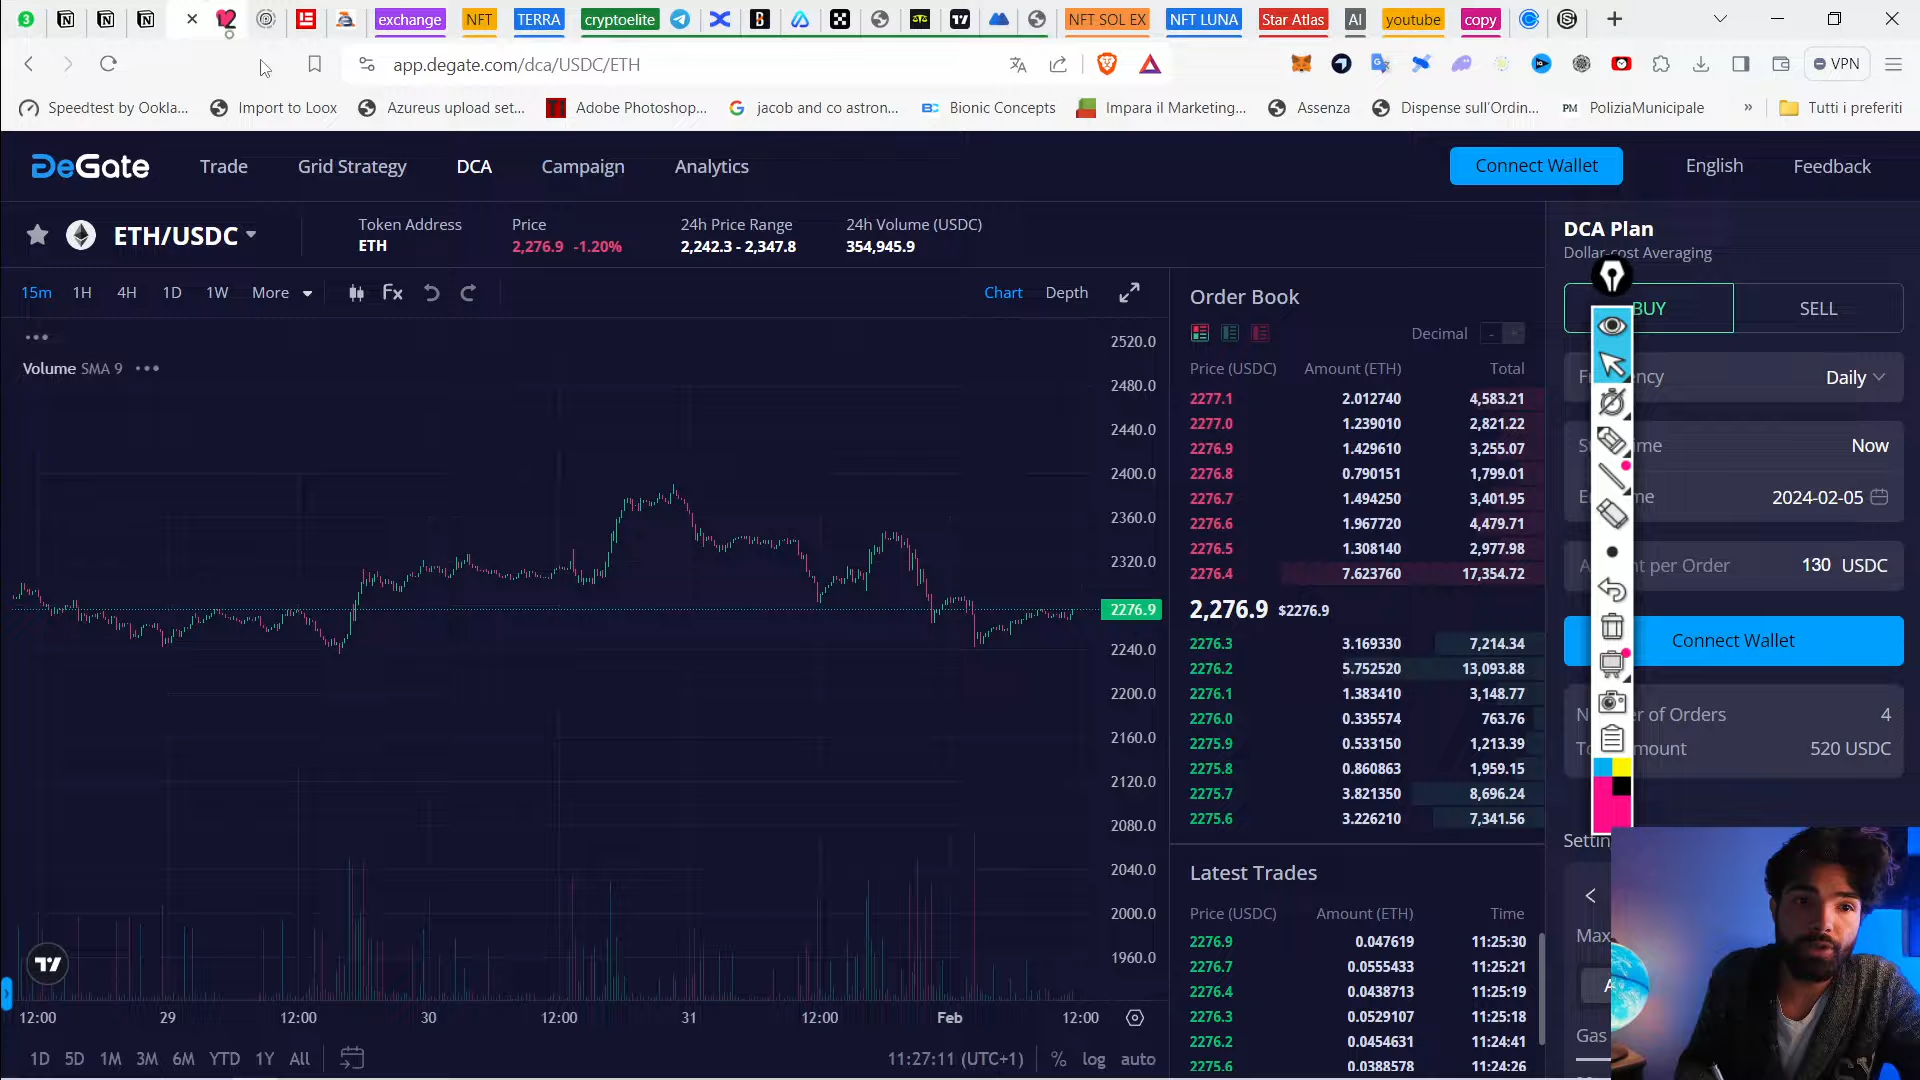 3
exchange NFT TERRA cryptoelite NFT SOL EX NFT LUNA Star Atlas AI youtube copy
app.degate.com/dca/USDC/ETH
VPN
Speedtest by Ookla... Import to Loox Azureus upload set... Adobe Photoshop... jacob and co astron... Bionic Concepts Impara il Marketing... Assenza Dispense sull'Ordin... PM PoliziaMunicipale » Tutti i preferiti
DeGate Trade Grid Strategy DCA Campaign Analytics Connect Wallet English Feedback
ETH/USDC
Token Address Price 24h Price Range 24h Volume (USDC)
ETH 2,276.9 -1.20% 2,242.3 - 2,347.8 354,945.9
DCA Plan
Dollar-cost Averaging
15m 1H 4H 1D 1W More Fx Chart Depth
BUY SELL
Volume SMA 9
2520.0
2480.0
2440.0
2400.0
2360.0
2320.0
2276.9
2240.0
2200.0
2160.0
2120.0
2080.0
2040.0
2000.0
1960.0
12:00 29 12:00 30 12:00 31 12:00 Feb 12:00
1D 5D 1M 3M 6M YTD 1Y All 11:27:11 (UTC+1) % log auto
Order Book
Decimal - +
Price (USDC) Amount (ETH) Total
2277.1 2.012740 4,583.21
2277.0 1.239010 2,821.22
2276.9 1.429610 3,255.07
2276.8 0.790151 1,799.01
2276.7 1.494250 3,401.95
2276.6 1.967720 4,479.71
2276.5 1.308140 2,977.98
2276.4 7.623760 17,354.72
2,276.9 $2276.9
2276.3 3.169330 7,214.34
2276.2 5.752520 13,093.88
2276.1 1.383410 3,148.77
2276.0 0.335574 763.76
2275.9 0.533150 1,213.39
2275.8 0.860863 1,959.15
2275.7 3.821350 8,696.24
2275.6 3.226210 7,341.56
Latest Trades
Price (USDC) Amount (ETH) Time
2276.9 0.047619 11:25:30
2276.7 0.0555433 11:25:21
2276.4 0.0438713 11:25:19
2276.3 0.0529107 11:25:18
2276.2 0.0454631 11:24:41
2275.6 0.0388578 11:24:26
Daily
Now
2024-02-05
per Order 130 USDC
Connect Wallet
of Orders 4
520 USDC
Max
Gas